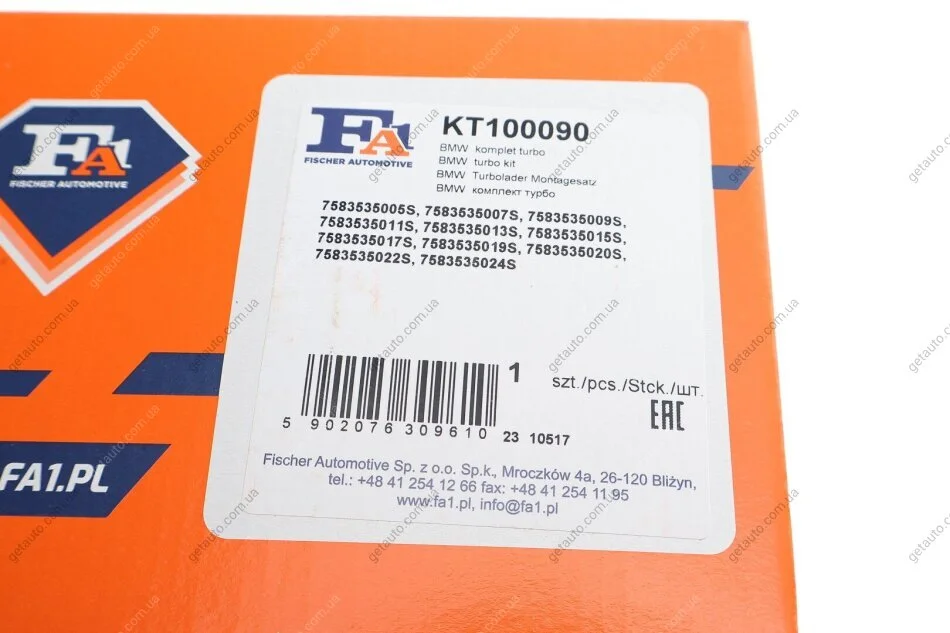 FA1
FISCHER AUTOMOTIVE
FA1
FISCHER AUTOMOTIVE
KT100090
BMW komplet turbo
BMW turbo kit
BMW Turbolader Montagesatz
BMW комплект турбо
7583535005S, 7583535007S, 7583535009S,
7583535011S, 7583535013S, 7583535015S,
7583535017S, 7583535019S, 7583535020S,
7583535022S, 7583535024S
1
szt./pcs./Stck./шт.
EAC
5 902076 309610
23 10517
Fischer Automotive Sp. z o.o. Sp.k., Mroczków 4a, 26-120 Bliżyn,
tel.: +48 41 254 12 66 fax: +48 41 254 11 95
www.fa1.pl, info@fa1.pl
FA1.PL
getauto.com.ua